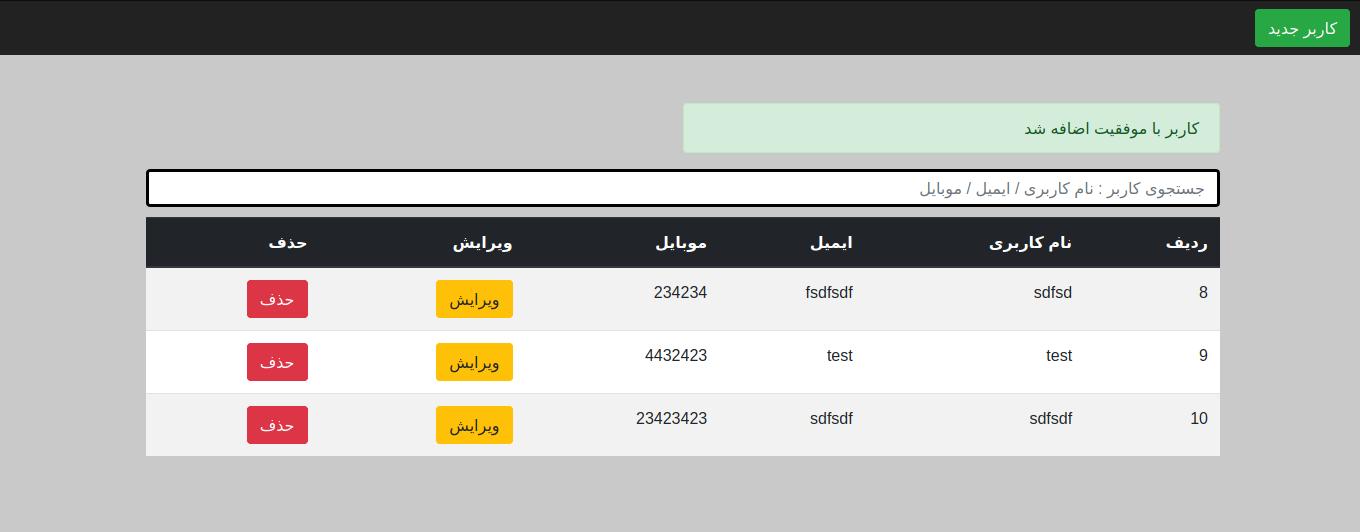 کاربر جدید
کاربر با موفقیت اضافه شد
جستجوی کاربر : نام کاربری / ایمیل / موبایل
ردیف نام کاربری ایمیل موبایل ویرایش حذف
8 sdfsd fsdfsdf 234234 ویرایش حذف
9 test test 4432423 ویرایش حذف
10 sdfsdf sdfsdf 23423423 ویرایش حذف